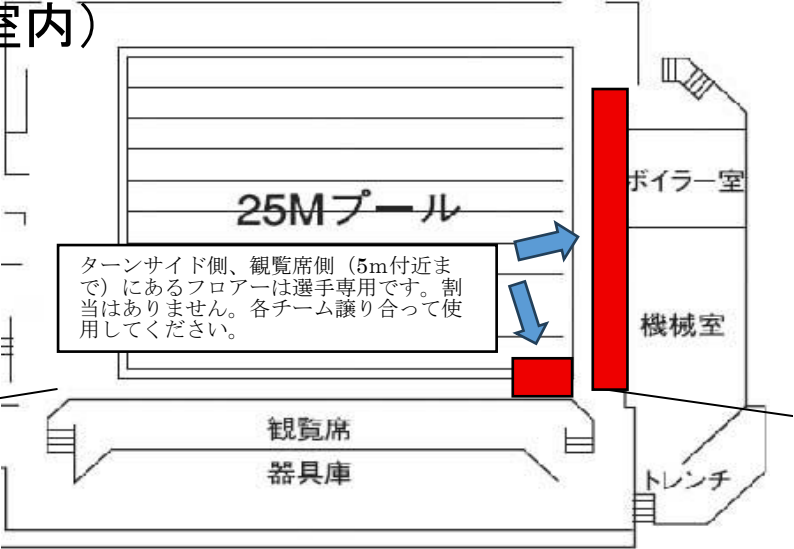 室内）
25Mプール
ボイラー室
ターンサイド側、観覧席側（5m付近ま
で）にあるフロアーは選手専用です。割
当はありません。各チーム譲り合って使
用してください。
機械室
観覧席
器具庫
トレンチ